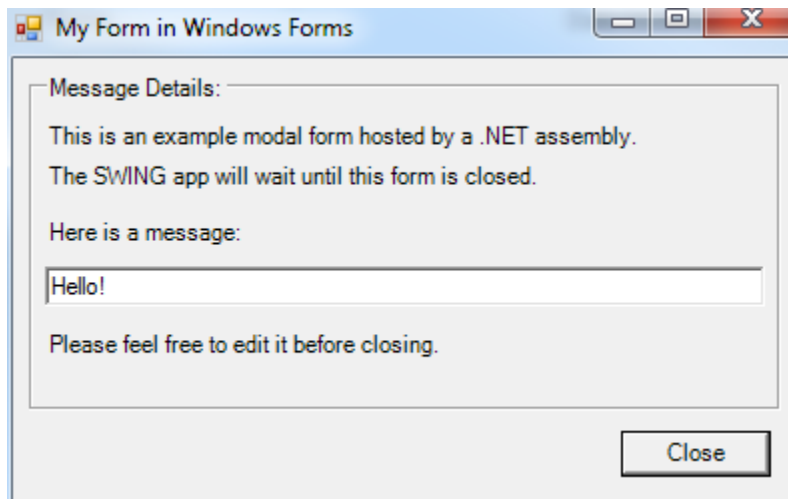 My Form in Windows Forms
Message Details:
This is an example modal form hosted by a .NET assembly.
The SWING app will wait until this form is closed.
Here is a message:
Hello!
Please feel free to edit it before closing.
Close